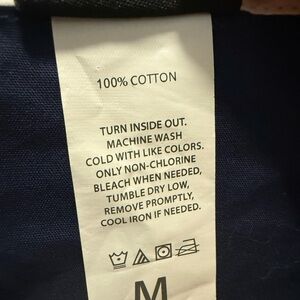 100% COTTON
TURN INSIDE OUT.
MACHINE WASH
COLD WITH LIKE COLORS.
ONLY NON-CHLORINE
BLEACH WHEN NEEDED,
TUMBLE DRY LOW,
REMOVE PROMPTLY,
COOL IRON IF NEEDED.
M